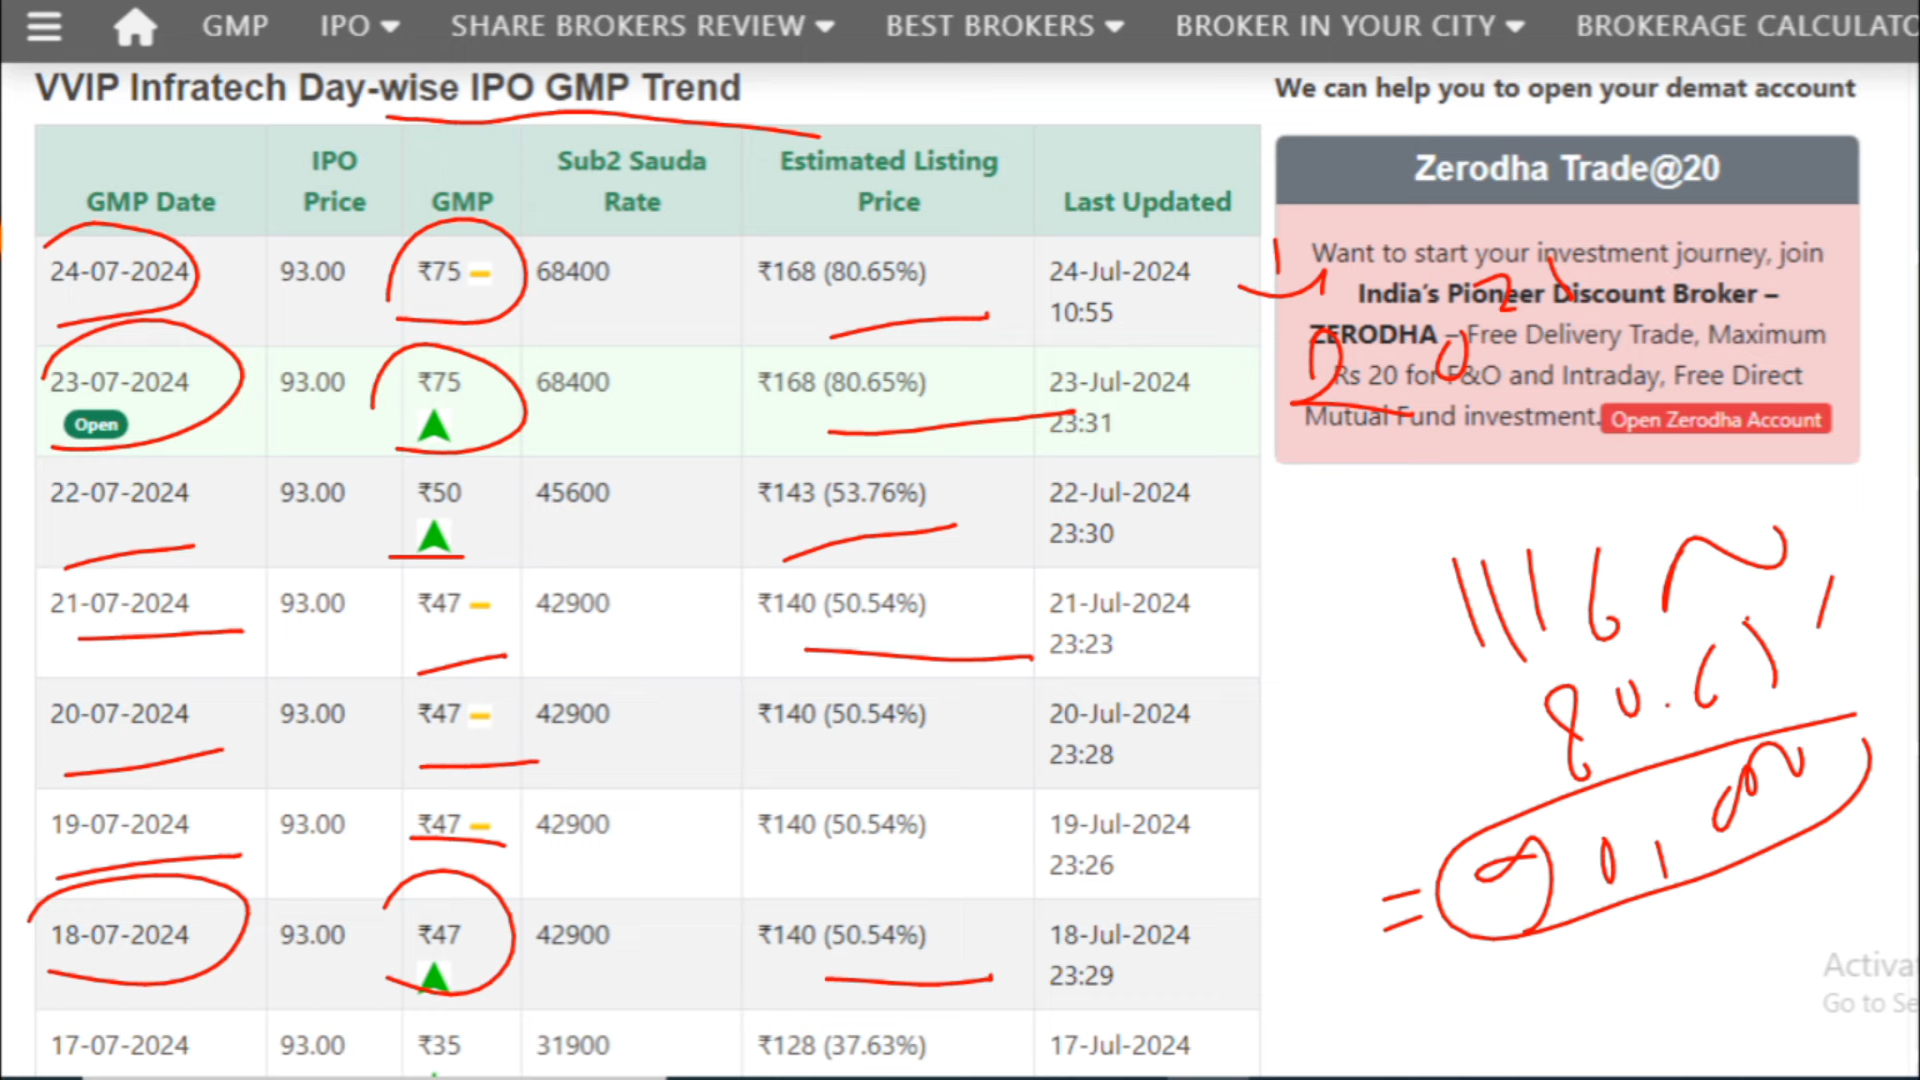 GMP IPO SHARE BROKERS REVIEW BEST BROKERS BROKER IN YOUR CITY BROKERAGE CALCULATO
VVIP Infratech Day-wise IPO GMP Trend
GMP Date IPO Price GMP Sub2 Sauda Rate Estimated Listing Price Last Updated
24-07-2024 93.00 ₹75 68400 ₹168 (80.65%) 24-Jul-2024 10:55
23-07-2024 Open 93.00 ₹75 68400 ₹168 (80.65%) 23-Jul-2024 23:31
22-07-2024 93.00 ₹50 45600 ₹143 (53.76%) 22-Jul-2024 23:30
21-07-2024 93.00 ₹47 42900 ₹140 (50.54%) 21-Jul-2024 23:23
20-07-2024 93.00 ₹47 42900 ₹140 (50.54%) 20-Jul-2024 23:28
19-07-2024 93.00 ₹47 42900 ₹140 (50.54%) 19-Jul-2024 23:26
18-07-2024 93.00 ₹47 42900 ₹140 (50.54%) 18-Jul-2024 23:29
17-07-2024 93.00 ₹35 31900 ₹128 (37.63%) 17-Jul-2024
We can help you to open your demat account
Zerodha Trade@20
Want to start your investment journey, join
India's Pioneer Discount Broker –
ZERODHA – Free Delivery Trade, Maximum
Rs 20 for F&O and Intraday, Free Direct
Mutual Fund investment. Open Zerodha Account
Activa
Go to Se